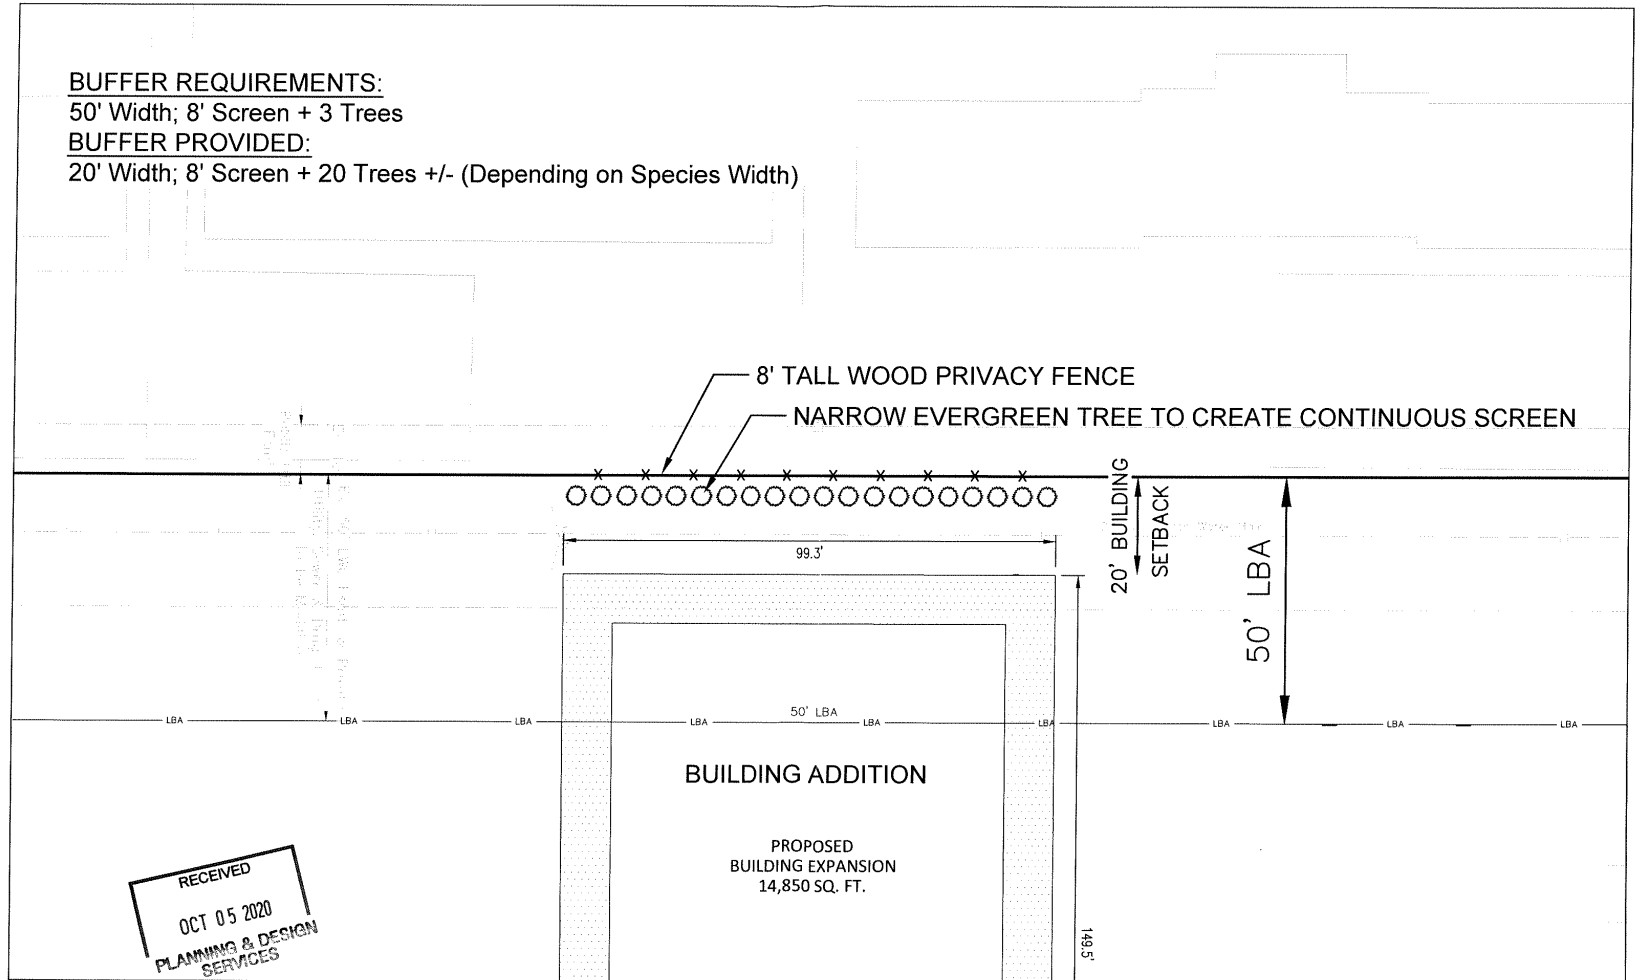 BUFFER REQUIREMENTS:
50' Width; 8' Screen + 3 Trees
BUFFER PROVIDED:
20' Width; 8' Screen + 20 Trees +/- (Depending on Species Width)
8' TALL WOOD PRIVACY FENCE
NARROW EVERGREEN TREE TO CREATE CONTINUOUS SCREEN
X X X X X X X X X X
99.3'
20' BUILDING
SETBACK
50' LBA
LBA LBA LBA LBA 50' LBA LBA LBA LBA LBA LBA
BUILDING ADDITION
PROPOSED
BUILDING EXPANSION
14,850 SQ. FT.
149.5'
RECEIVED
OCT 05 2020
PLANNING & DESIGN
SERVICES